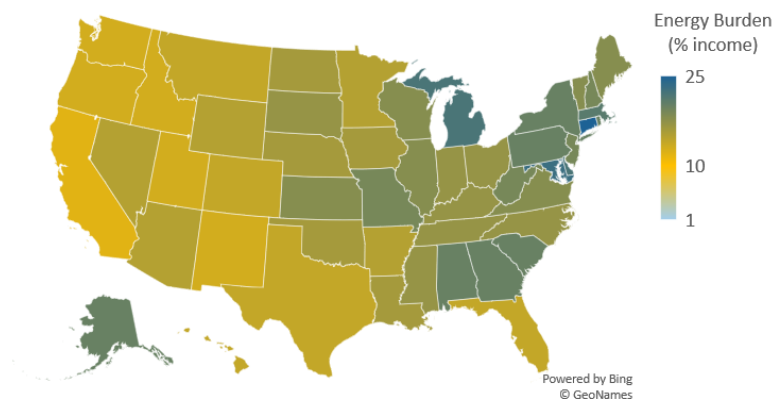 Energy Burden
(% income)
25
10
1
Powered by Bing
© GeoNames